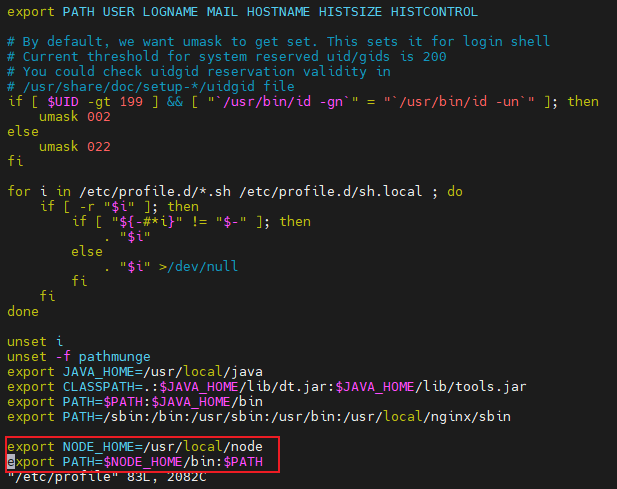 export PATH USER LOGNAME MAIL HOSTNAME HISTSIZE HISTCONTROL

# By default, we want umask to get set. This sets it for login shell
# Current threshold for system reserved uid/gids is 200
# You could check uidgid reservation validity in
# /usr/share/doc/setup-*/uidgid file
if [ $UID -gt 199 ] && [ "`/usr/bin/id -gn`" = "`/usr/bin/id -un`" ]; then
    umask 002
else
    umask 022
fi

for i in /etc/profile.d/*.sh /etc/profile.d/sh.local ; do
    if [ -r "$i" ]; then
        if [ "${-#*i}" != "$-" ]; then
            . "$i"
        else
            . "$i" >/dev/null
        fi
    fi
done

unset i
unset -f pathmunge
export JAVA_HOME=/usr/local/java
export CLASSPATH=.:$JAVA_HOME/lib/dt.jar:$JAVA_HOME/lib/tools.jar
export PATH=$PATH:$JAVA_HOME/bin
export PATH=/sbin:/bin:/usr/sbin:/usr/bin:/usr/local/nginx/sbin

export NODE_HOME=/usr/local/node
export PATH=$NODE_HOME/bin:$PATH
"/etc/profile" 83L, 2082C